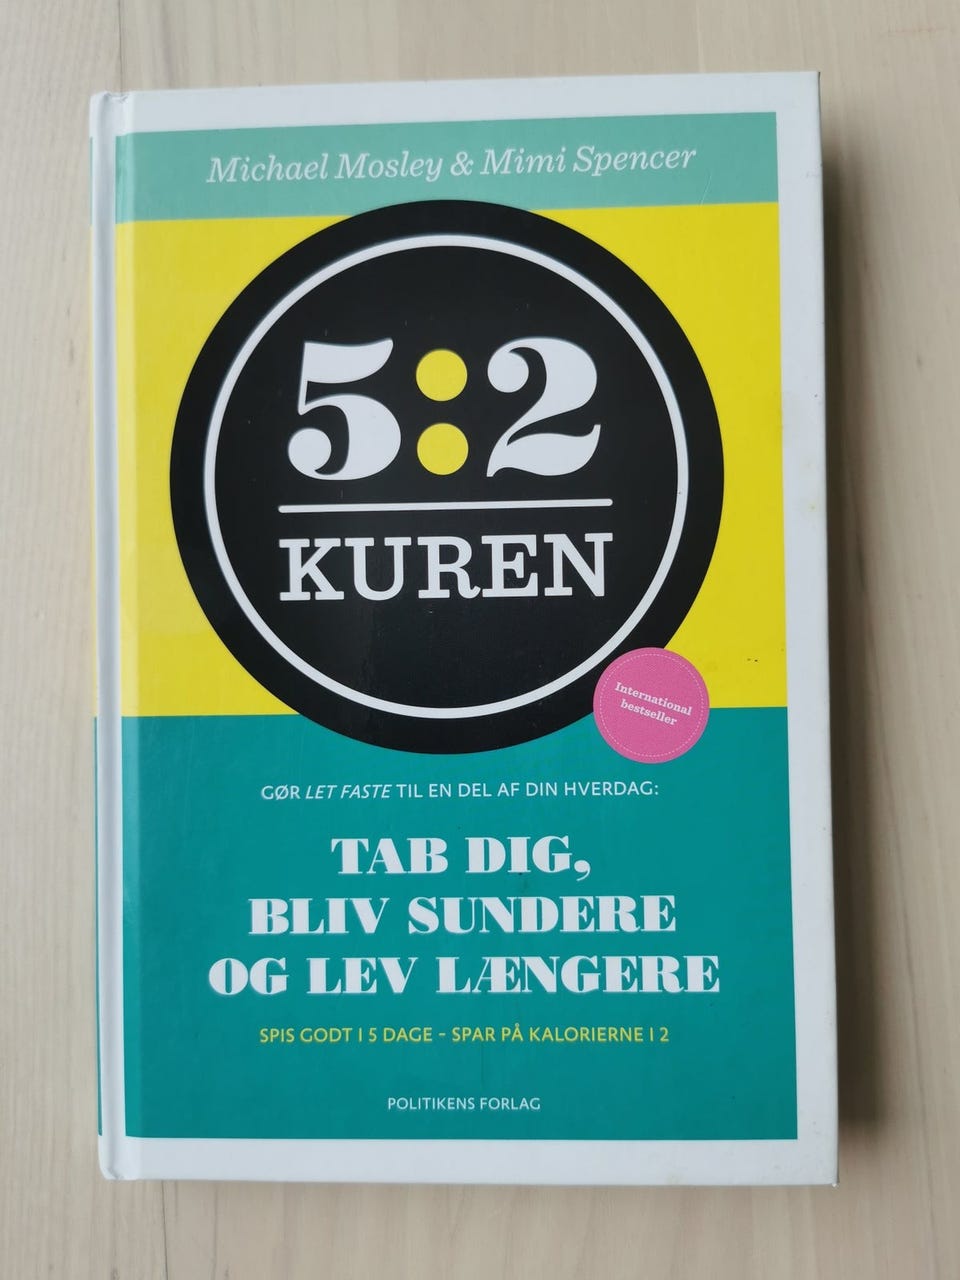 Michael Mosley & Mimi Spencer
5:2
KUREN
International
bestseller
GØR LET FASTE TIL EN DEL AF DIN HVERDAG:
TAB DIG,
BLIV SUNDERE
OG LEV LÆNGERE
SPIS GODT I 5 DAGE - SPAR PÅ KALORIERNE I 2
POLITIKENS FORLAG